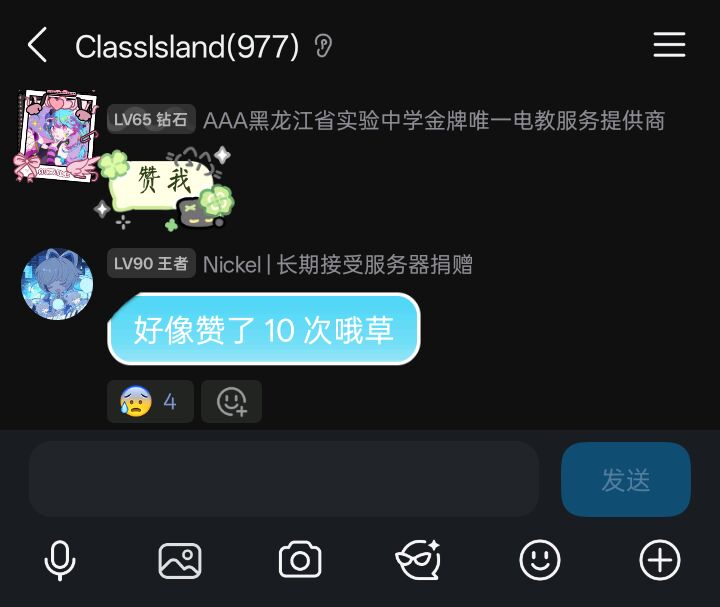 ClassIsland(977)
LV65 钻石 AAA黑龙江省实验中学金牌唯一电教服务提供商
赞我
LV90 王者 Nickel | 长期接受服务器捐赠
好像赞了 10 次哦草
4
发送